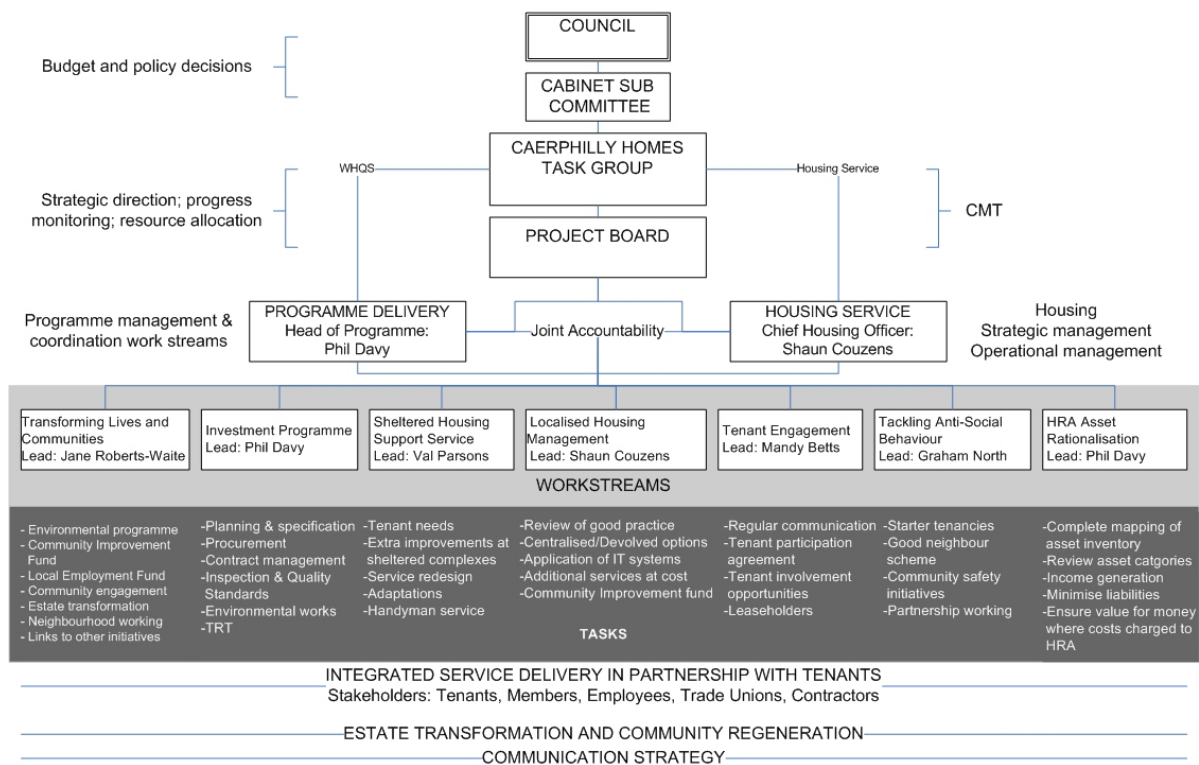 COUNCIL
Budget and policy decisions
CABINET SUB
COMMITTEE
CAERPHILLY HOMES
TASK GROUP
WHQS
Housing Service
Strategic direction; progress
monitoring; resource allocation
CMT
PROJECT BOARD
Programme management &
coordination work streams
PROGRAMME DELIVERY
Head of Programme:
Phil Davy
Joint Accountability
HOUSING SERVICE
Chief Housing Officer:
Shaun Couzens
Housing
Strategic management
Operational management
Transforming Lives and
Communities
Lead: Jane Roberts-Waite
Investment Programme
Lead: Phil Davy
Sheltered Housing
Support Service
Lead: Val Parsons
Localised Housing
Management
Lead: Shaun Couzens
Tenant Engagement
Lead: Mandy Betts
Tackling Anti-Social
Behaviour
Lead: Graham North
HRA Asset
Rationalisation
Lead: Phil Davy
WORKSTREAMS
- Environmental programme
- Community Improvement
Fund
- Local Employment Fund
- Community engagement
- Estate transformation
- Neighbourhood working
- Links to other initiatives
-Planning & specification
-Procurement
-Contract management
-Inspection & Quality
Standards
-Environmental works
-TRT
-Tenant needs
-Extra improvements at
sheltered complexes
-Service redesign
-Adaptations
-Handyman service
-Review of good practice
-Centralised/Devolved options
-Application of IT systems
-Additional services at cost
-Community Improvement fund
-Regular communication
-Tenant participation
agreement
-Tenant involvement
opportunities
-Leaseholders
-Starter tenancies
-Good neighbour
scheme
-Community safety
initiatives
-Partnership working
-Complete mapping of
asset inventory
-Review asset catgories
-Income generation
-Minimise liabilities
-Ensure value for money
where costs charged to
HRA
TASKS
INTEGRATED SERVICE DELIVERY IN PARTNERSHIP WITH TENANTS
Stakeholders: Tenants, Members, Employees, Trade Unions, Contractors
ESTATE TRANSFORMATION AND COMMUNITY REGENERATION
COMMUNICATION STRATEGY